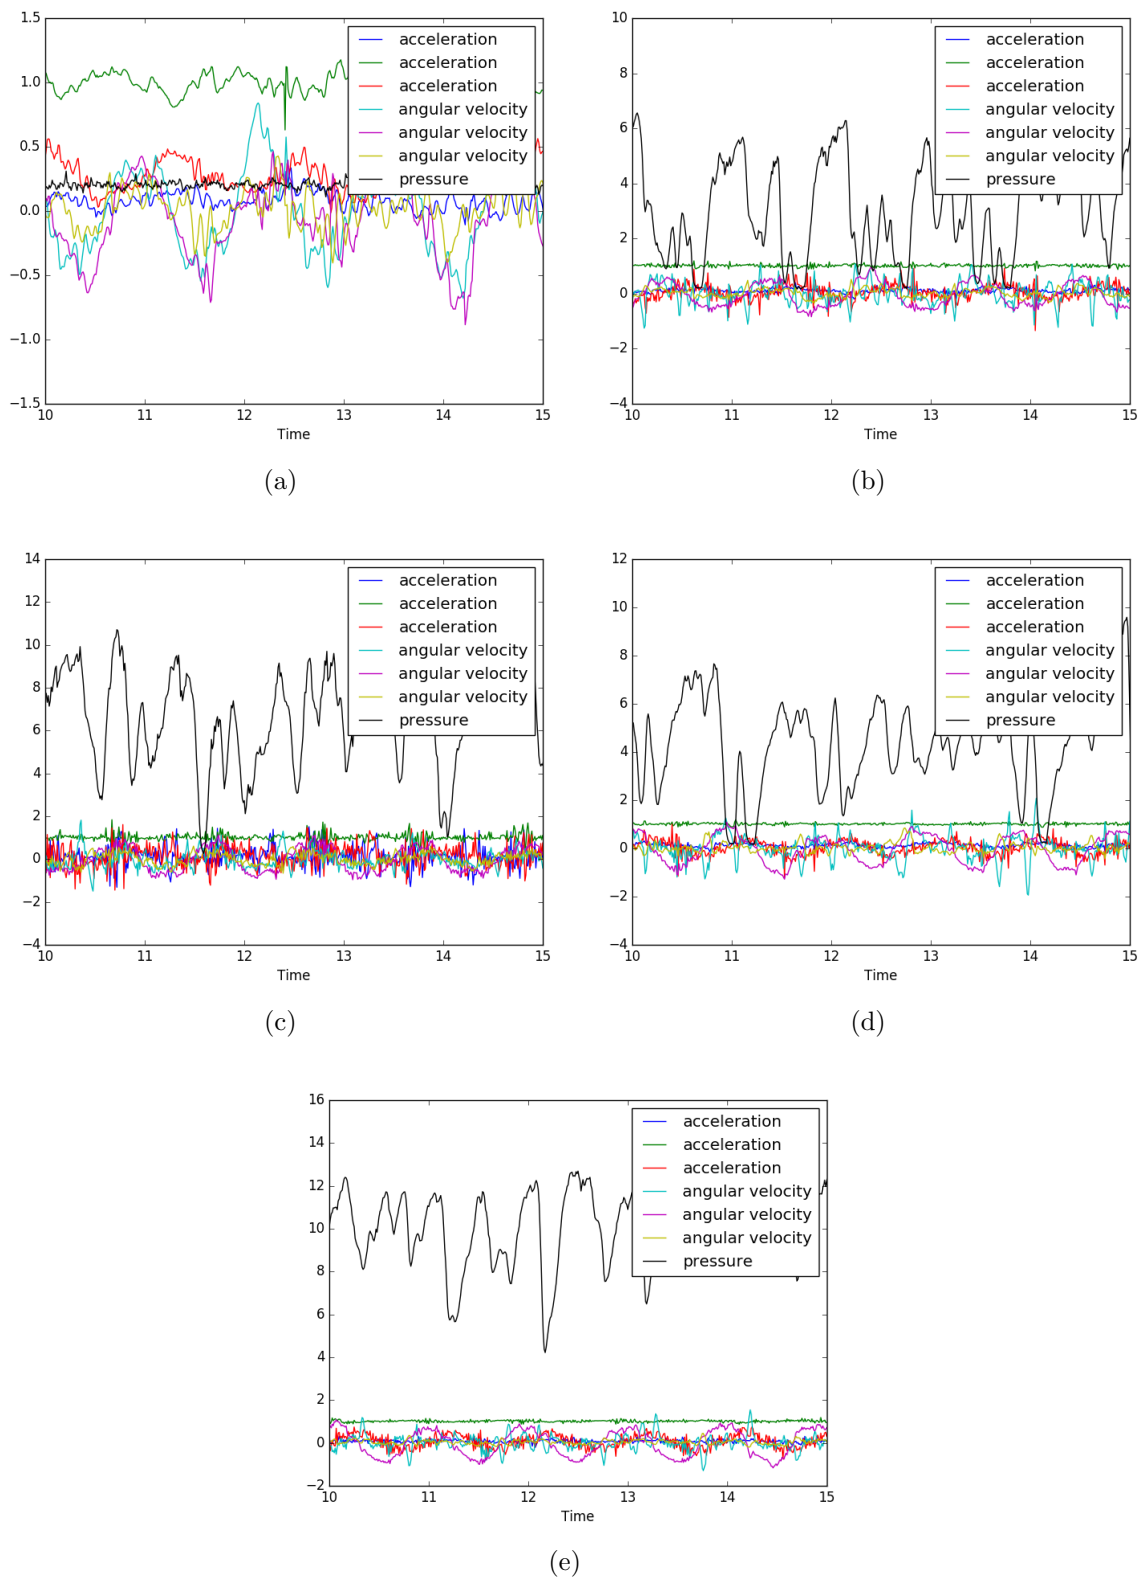 1.5
1.0
0.5
0.0
−0.5
−1.0
−1.5
10 11 12 13 14 15
Time
acceleration
acceleration
acceleration
angular velocity
angular velocity
angular velocity
pressure
(a)
10
8
6
4
2
0
−2
−4
10 11 12 13 14 15
Time
acceleration
acceleration
acceleration
angular velocity
angular velocity
angular velocity
pressure
(b)
14
12
10
8
6
4
2
0
−2
−4
10 11 12 13 14 15
Time
acceleration
acceleration
acceleration
angular velocity
angular velocity
angular velocity
pressure
(c)
12
10
8
6
4
2
0
−2
−4
10 11 12 13 14 15
Time
acceleration
acceleration
acceleration
angular velocity
angular velocity
angular velocity
pressure
(d)
16
14
12
10
8
6
4
2
0
−2
10 11 12 13 14 15
Time
acceleration
acceleration
acceleration
angular velocity
angular velocity
angular velocity
pressure
(e)